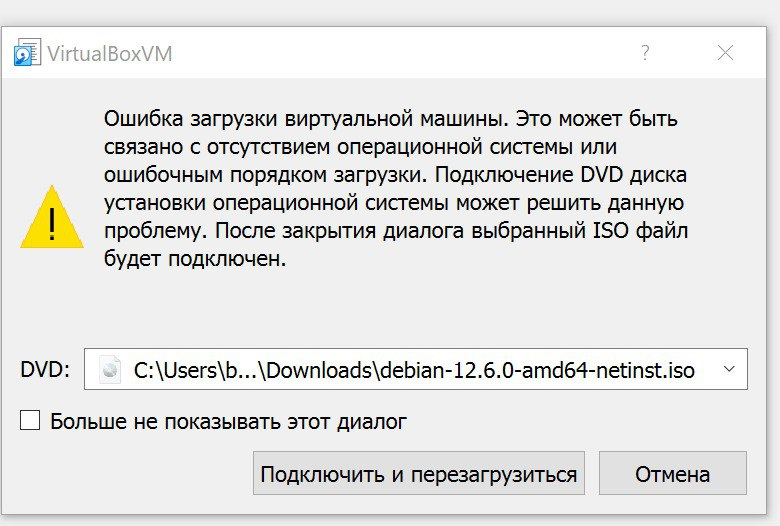 VirtualBoxVM
?
Ошибка загрузки виртуальной машины. Это может быть
связано с отсутствием операционной системы или
ошибочным порядком загрузки. Подключение DVD диска
установки операционной системы может решить данную
проблему. После закрытия диалога выбранный ISO файл
будет подключен.
DVD: C:\Users\b...\Downloads\debian-12.6.0-amd64-netinst.iso
Больше не показывать этот диалог
Подключить и перезагрузиться Отмена